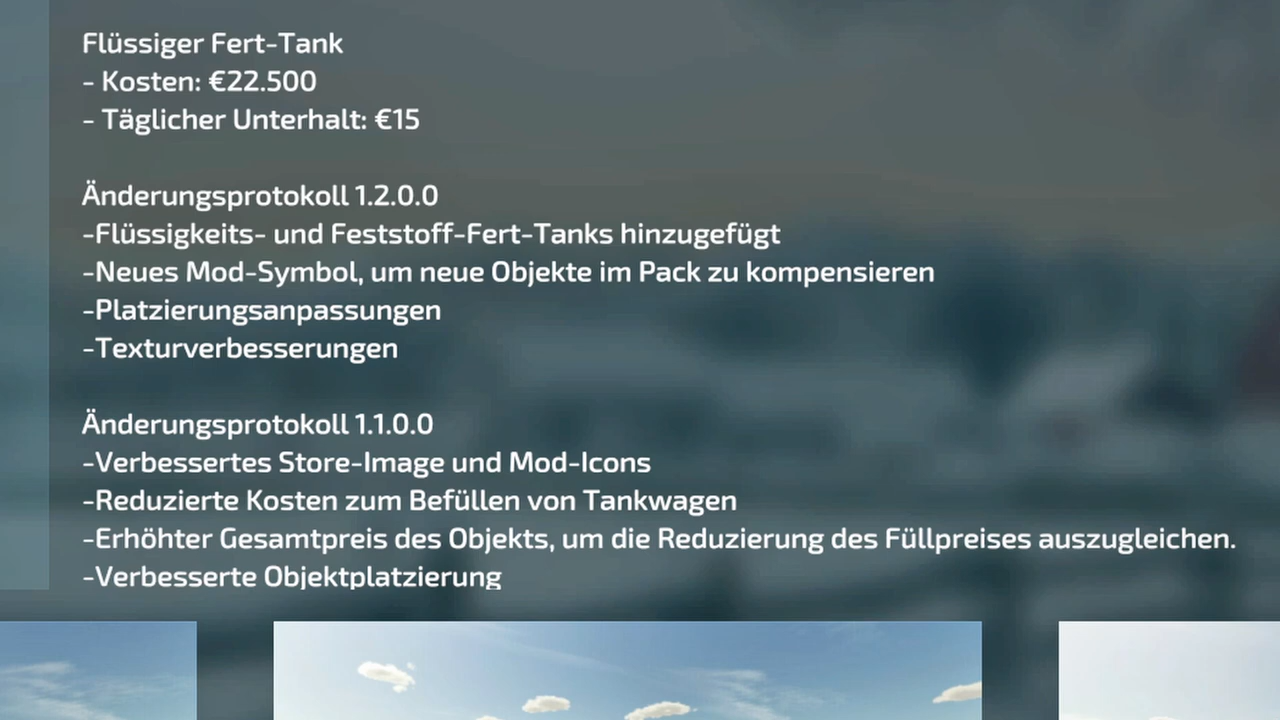 Flüssiger Fert-Tank
- Kosten: €22.500
- Täglicher Unterhalt: €15
Änderungsprotokoll 1.2.0.0
-Flüssigkeits- und Feststoff-Fert-Tanks hinzugefügt
-Neues Mod-Symbol, um neue Objekte im Pack zu kompensieren
-Platzierungsanpassungen
-Texturverbesserungen
Änderungsprotokoll 1.1.0.0
-Verbessertes Store-Image und Mod-Icons
-Reduzierte Kosten zum Befüllen von Tankwagen
-Erhöhter Gesamtpreis des Objekts, um die Reduzierung des Füllpreises auszugleichen.
-Verbesserte Objektplatzierung